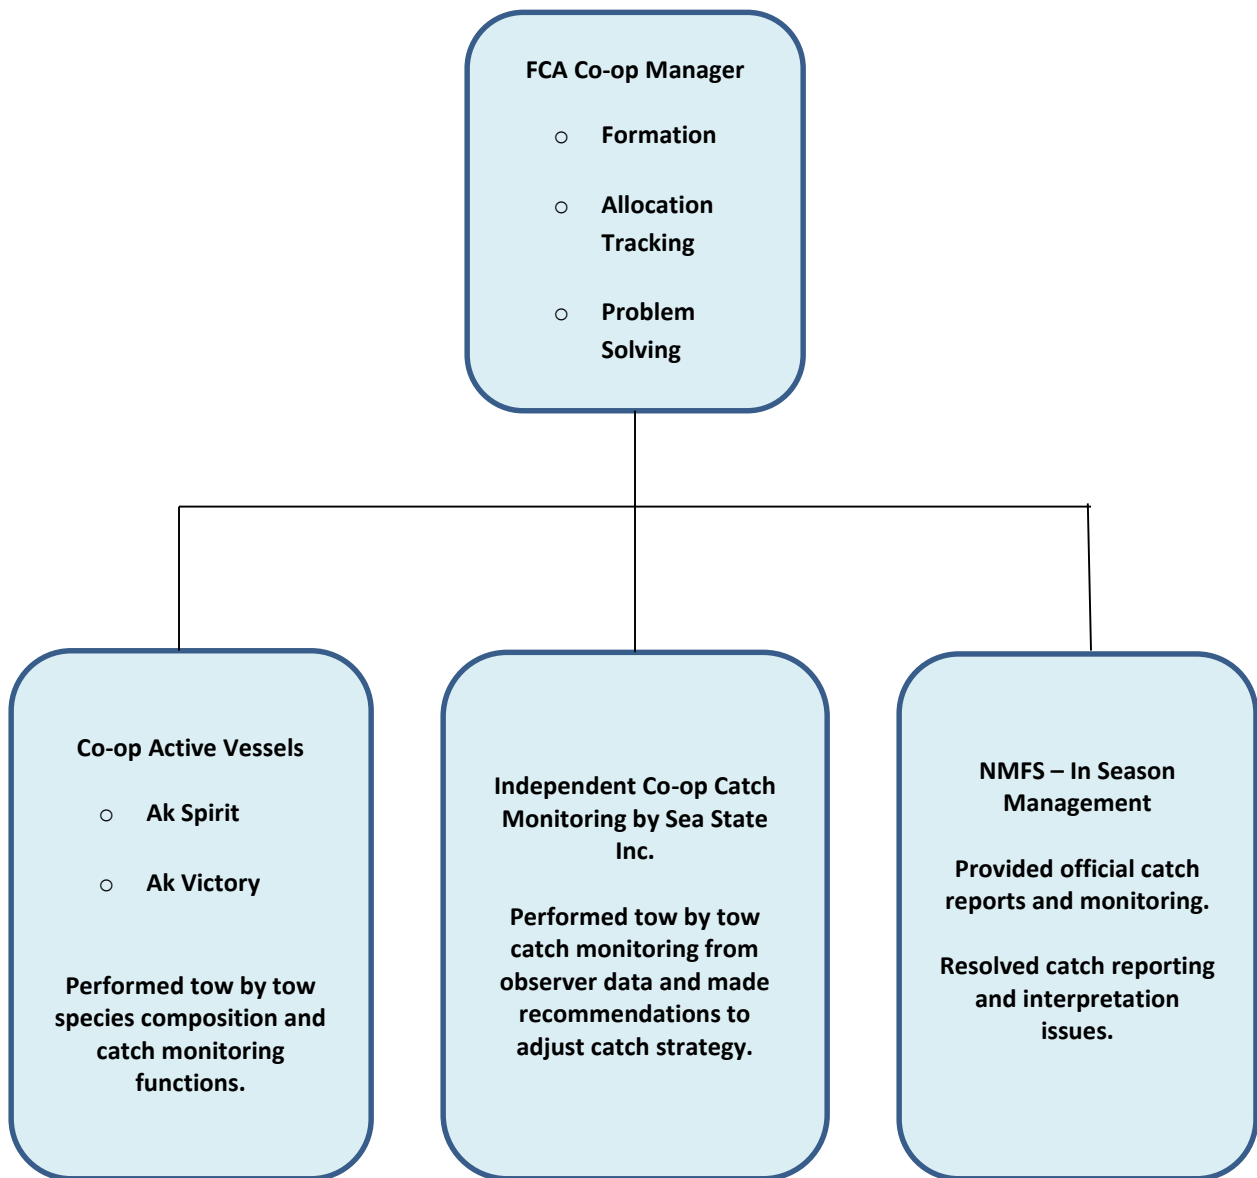 FCA Co-op Manager
o Formation
o Allocation
Tracking
o Problem
Solving
Co-op Active Vessels
o Ak Spirit
o Ak Victory
Performed tow by tow
species composition and
catch monitoring
functions.
Independent Co-op Catch
Monitoring by Sea State
Inc.
Performed tow by tow
catch monitoring from
observer data and made
recommendations to
adjust catch strategy.
NMFS – In Season
Management
Provided official catch
reports and monitoring.
Resolved catch reporting
and interpretation
issues.